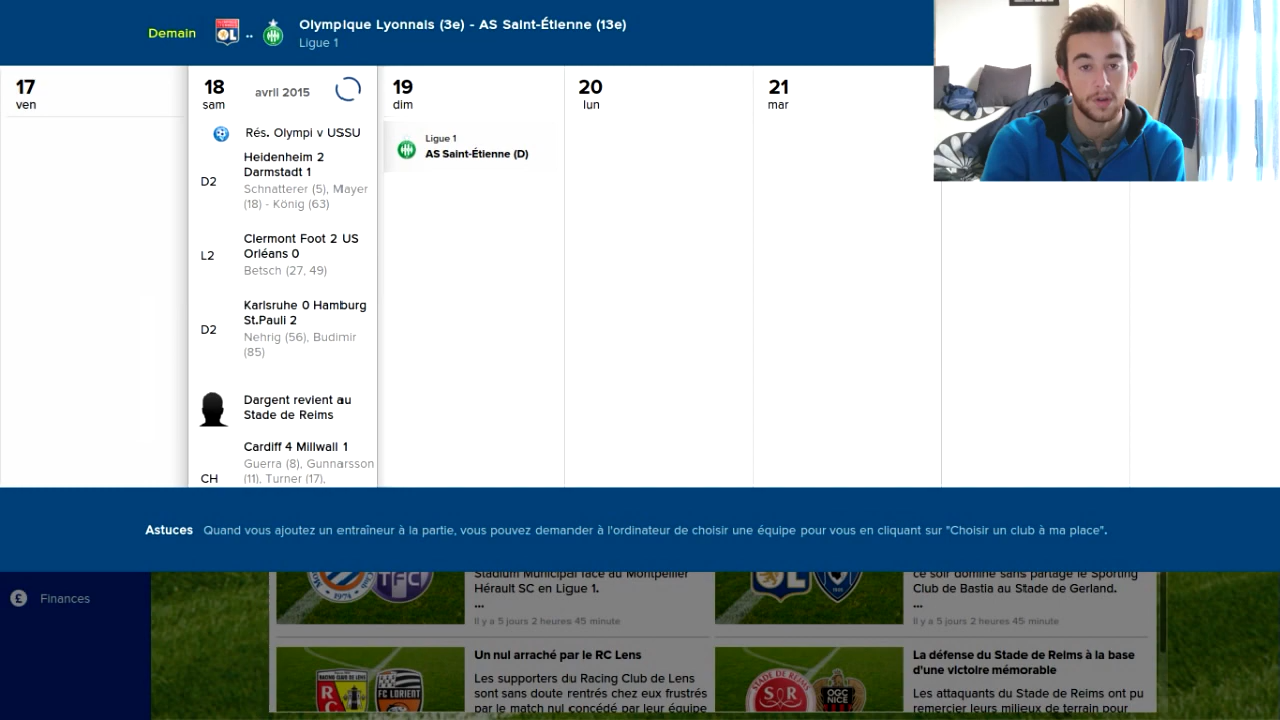 Demain
Olympique Lyonnais (3e) - AS Saint-Étienne (13e)
Ligue 1
17
ven
18
sam
avril 2015
19
dim
20
lun
21
mar
Rés. Olympi v USSU
D2
Heidenheim 2
Darmstadt 1
Schnatterer (5), Mayer
(18) - König (63)
L2
Clermont Foot 2 US
Orléans 0
Betsch (27, 49)
D2
Karlsruhe 0 Hamburg
St.Pauli 2
Nehrig (56), Budimir
(85)
Dargent revient au
Stade de Reims
CH
Cardiff 4 Millwall 1
Guerra (8), Gunnarsson
(11), Turner (17),
Ligue 1
AS Saint-Étienne (D)
Astuces Quand vous ajoutez un entraîneur à la partie, vous pouvez demander à l'ordinateur de choisir une équipe pour vous en cliquant sur "Choisir un club à ma place".
Finances
Stadium Municipal face au Montpellier
Hérault SC en Ligue 1.
...
Il y a 5 jours 2 heures 45 minute
ce soir dominé sans partage le Sporting
Club de Bastia au Stade de Gerland.
...
Il y a 5 jours 2 heures 45 minute
Un nul arraché par le RC Lens
Les supporters du Racing Club de Lens
sont sans doute rentrés chez eux frustrés
par le match nul concédé par leur équipe
La défense du Stade de Reims à la base
d'une victoire mémorable
Les attaquants du Stade de Reims ont pu
remercier leurs milieux de terrain pour